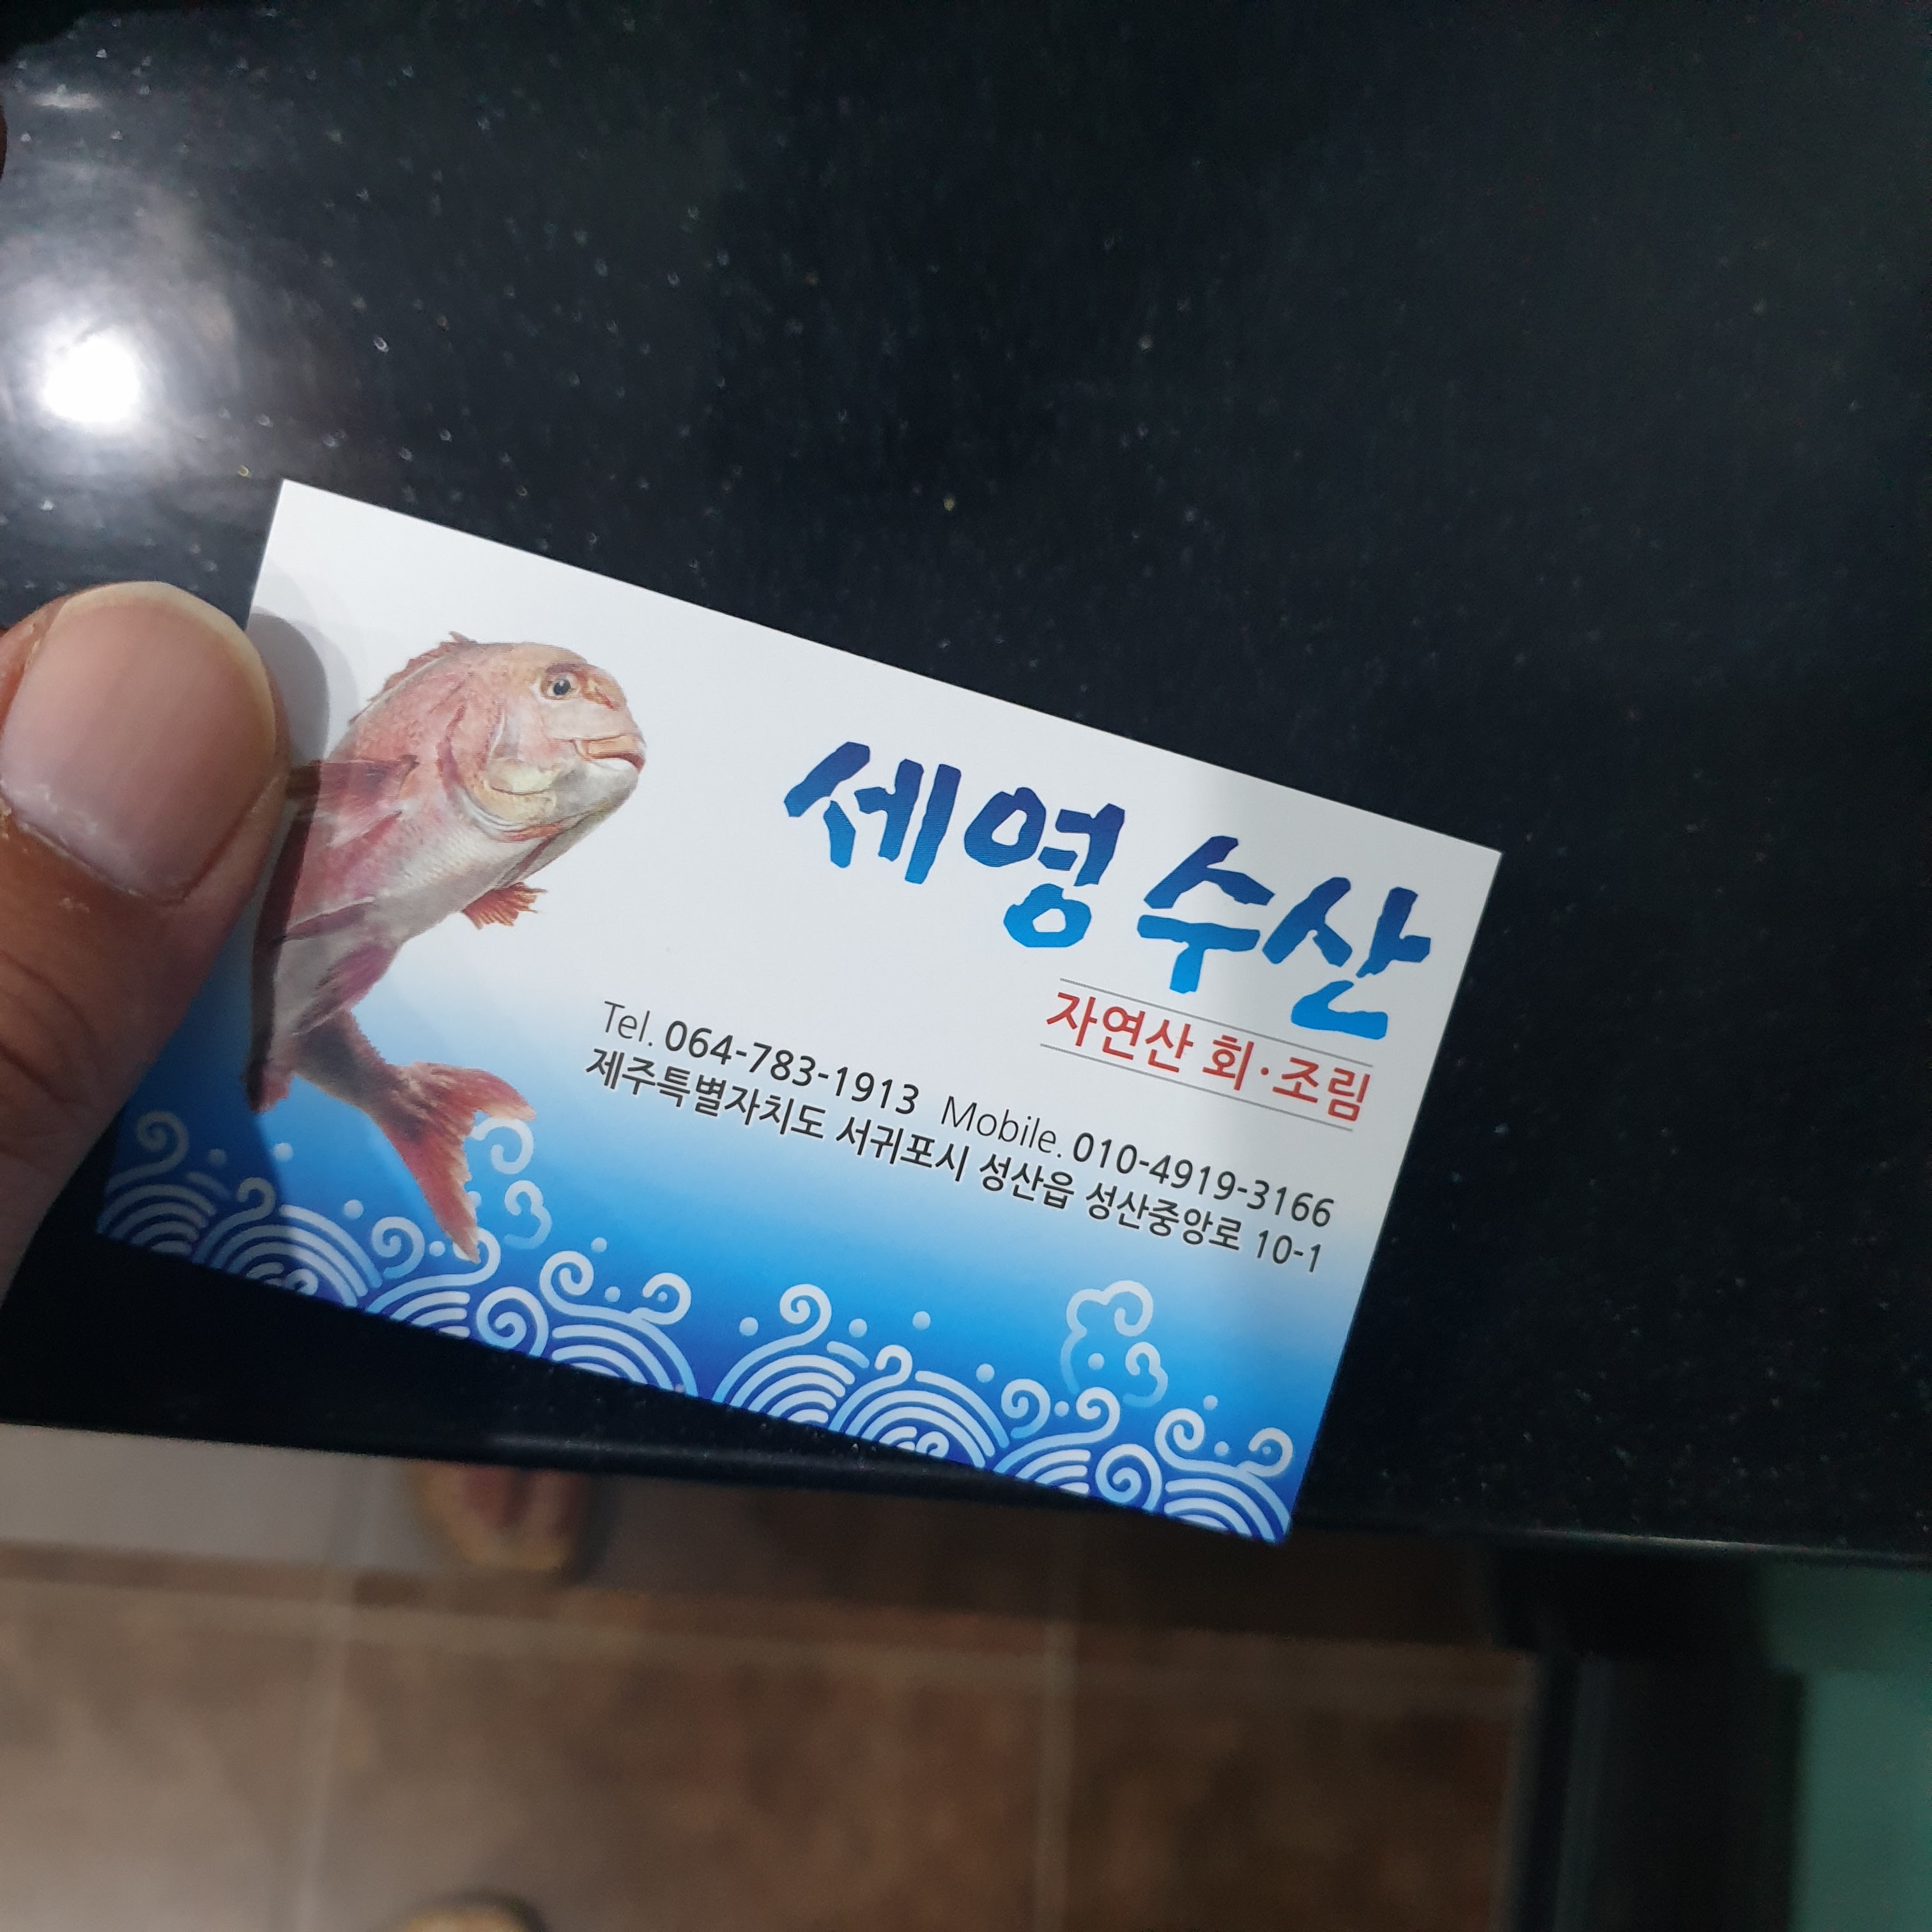 세영수산
자연산 회·조림
Tel. 064-783-1913 Mobile. 010-4919-3166
제주특별자치도 서귀포시 성산읍 성산중앙로 10-1